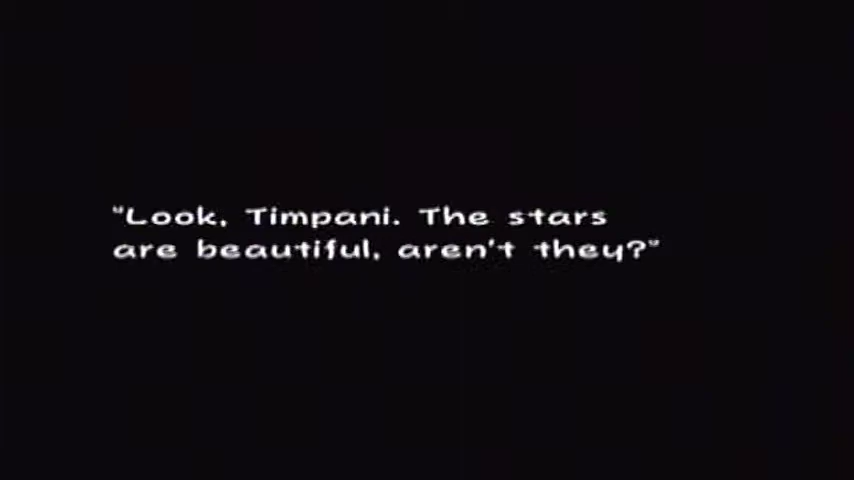 "Look, Timpani. The stars
are beautiful, aren't they?"